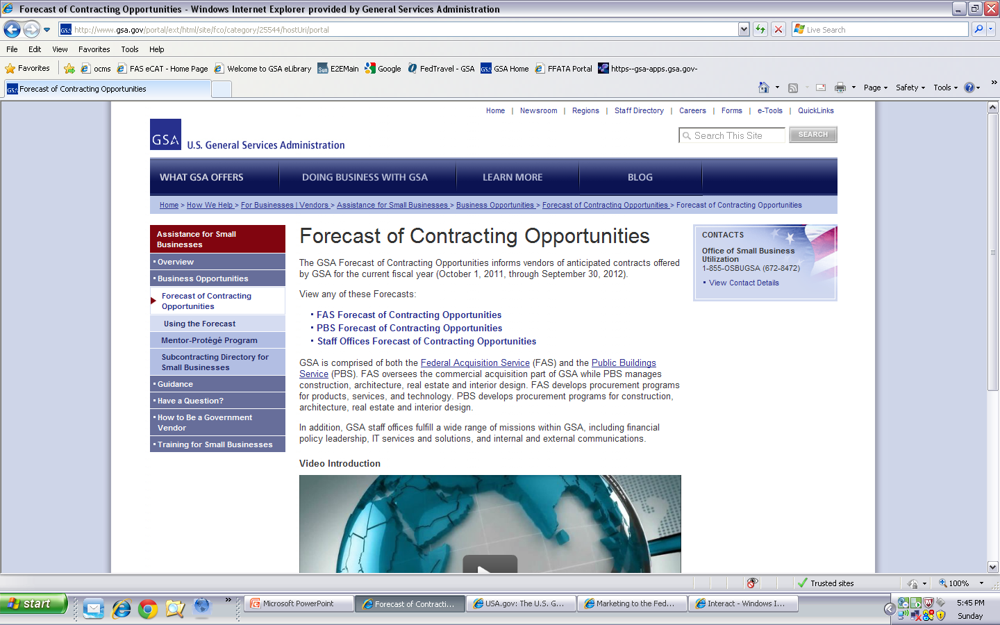 Forecast of Contracting Opportunities - Windows Internet Explorer provided by General Services Administration
GSA http://www.gsa.gov/portal/ext/html/site/fco/category/25544/hostUri/portal
Live Search
File Edit View Favorites Tools Help
Favorites ocms FAS eCAT - Home Page Welcome to GSA eLibrary Sun E2EMain Google FedTravel - GSA GSA GSA Home FFATA Portal https--gsa-apps.gsa.gov-
GSA Forecast of Contracting Opportunities
Page Safety Tools
Home | Newsroom | Regions | Staff Directory | Careers | Forms | e-Tools | QuickLinks
GSA U.S. General Services Administration
Search This Site SEARCH
WHAT GSA OFFERS DOING BUSINESS WITH GSA LEARN MORE BLOG
Home > How We Help > For Businesses | Vendors > Assistance for Small Businesses > Business Opportunities > Forecast of Contracting Opportunities > Forecast of Contracting Opportunities
Assistance for Small
Businesses
Overview
Business Opportunities
Forecast of Contracting
Opportunities
Using the Forecast
Mentor-Protégé Program
Subcontracting Directory for
Small Businesses
Guidance
Have a Question?
How to Be a Government
Vendor
Training for Small Businesses
Forecast of Contracting Opportunities
The GSA Forecast of Contracting Opportunities informs vendors of anticipated contracts offered
by GSA for the current fiscal year (October 1, 2011, through September 30, 2012).
View any of these Forecasts:
FAS Forecast of Contracting Opportunities
PBS Forecast of Contracting Opportunities
Staff Offices Forecast of Contracting Opportunities
GSA is comprised of both the Federal Acquisition Service (FAS) and the Public Buildings
Service (PBS). FAS oversees the commercial acquisition part of GSA while PBS manages
construction, architecture, real estate and interior design. FAS develops procurement programs
for products, services, and technology. PBS develops procurement programs for construction,
architecture, real estate and interior design.
In addition, GSA staff offices fulfill a wide range of missions within GSA, including financial
policy leadership, IT services and solutions, and internal and external communications.
Video Introduction
CONTACTS
Office of Small Business
Utilization
1-855-OSBUGSA (672-8472)
View Contact Details
Trusted sites 100%
start Microsoft PowerPoint Forecast of Contracti... USA.gov: The U.S. G... Marketing to the Fed... Interact - Windows I... 5:45 PM
Sunday